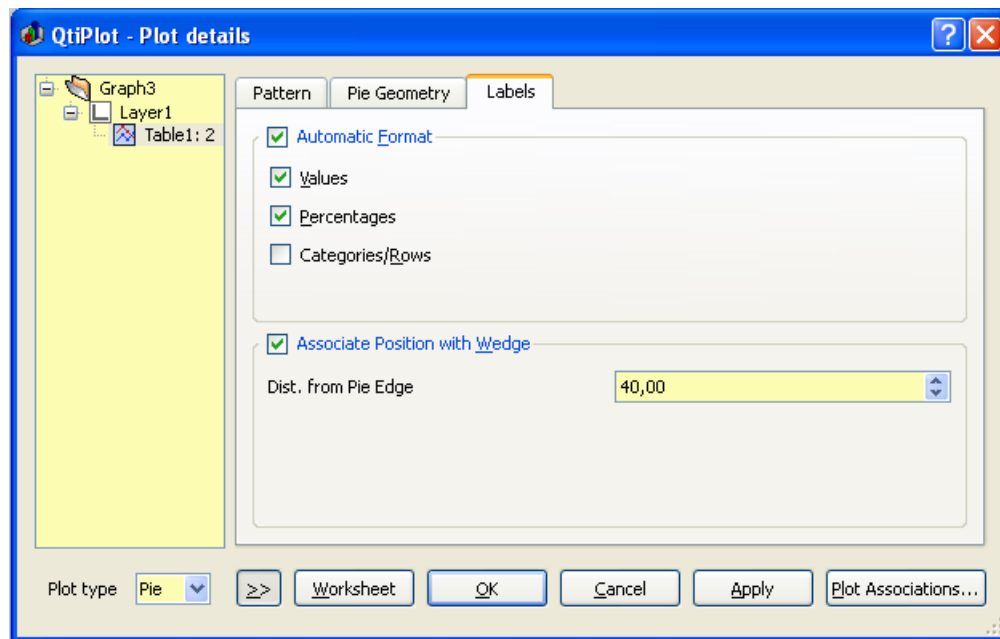 QtiPlot - Plot details
Graph3
Layer1
Table1: 2
Pattern
Pie Geometry
Labels
Automatic Format
Values
Percentages
Categories/Rows
Associate Position with Wedge
Dist. from Pie Edge
40,00
Plot type
Pie
>>
Worksheet
OK
Cancel
Apply
Plot Associations...